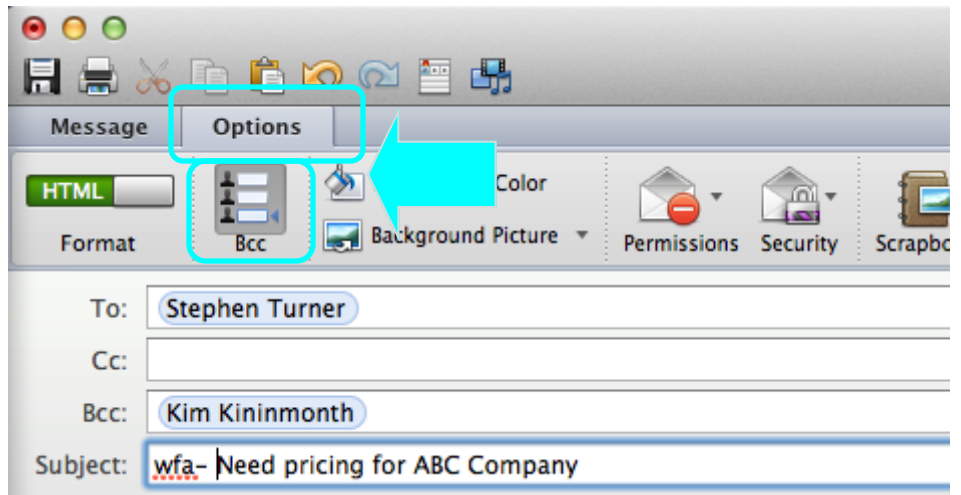 Message Options
HTML
Color
Background Picture
Format Bcc Permissions Security Scrapbo
To: Stephen Turner
Cc:
Bcc: Kim Kininmonth
Subject: wfa- Need pricing for ABC Company